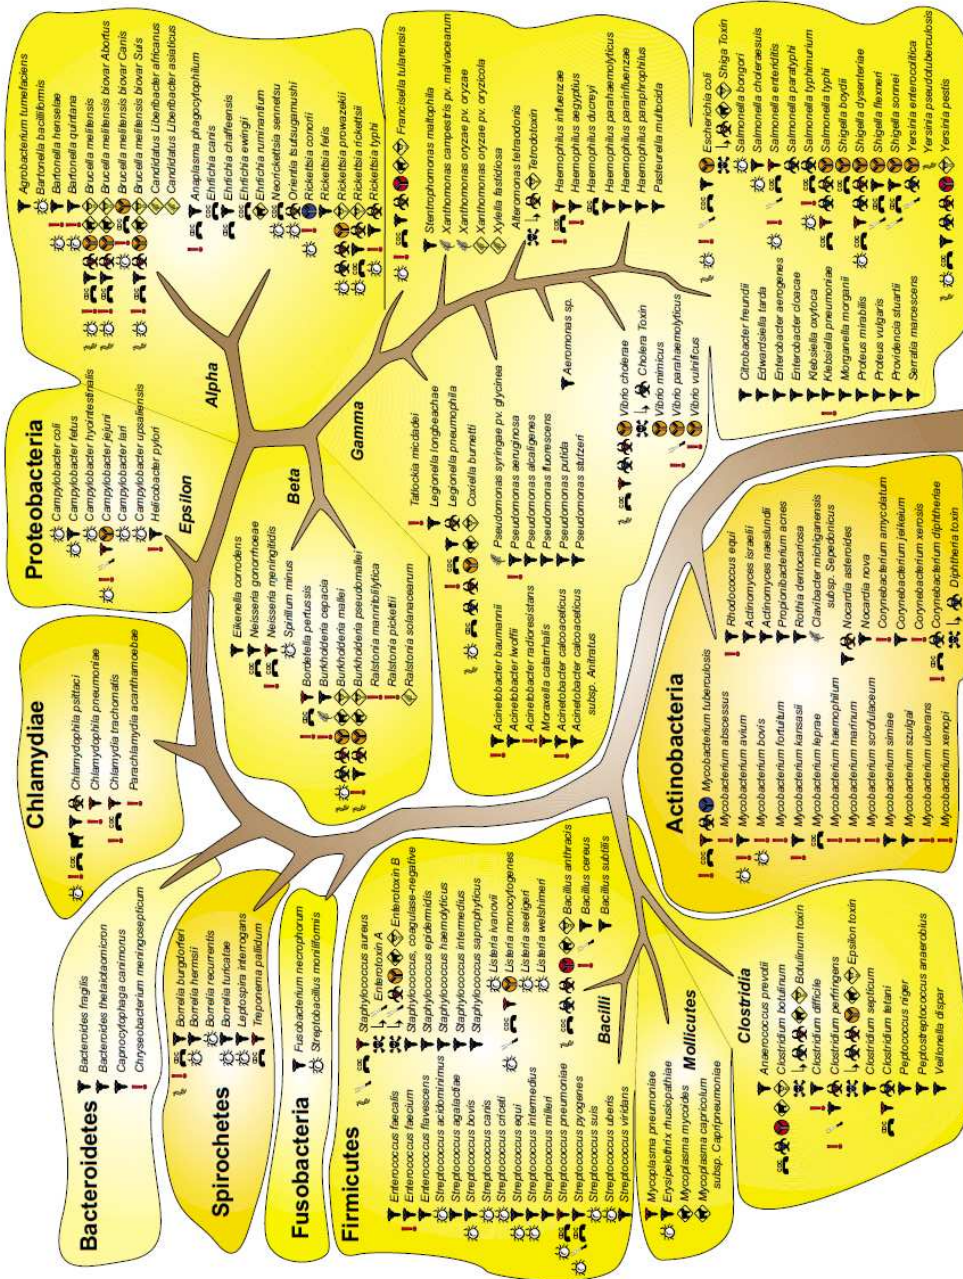 Bacteroidetes
Bacteroides fragilis
Bacteroides thetaiotaomicron
Capnocytophaga canimorus
Chryseobacterium meningosepticum
Spirochetes
Borrelia burgdorferi
Borrelia hermsii
Borrelia recurrentis
Borrelia turicatae
Leptospira interrogans
Treponema pallidum
Fusobacteria
Fusobacterium necrophorum
Streptobacillus moniliformis
Firmicutes
Enterococcus faecalis
Enterococcus faecium
Enterococcus flavescens
Streptococcus acidominimus
Streptococcus agalactiae
Streptococcus bovis
Streptococcus canis
Streptococcus criceti
Streptococcus equi
Streptococcus intermedius
Streptococcus milleri
Streptococcus pneumoniae
Streptococcus pyogenes
Streptococcus suis
Streptococcus uberis
Streptococcus viridans
Staphylococcus aureus
Enterotoxin A
Enterotoxin B
Staphylococcus, coagulase-negative
Staphylococcus epidermidis
Staphylococcus haemolyticus
Staphylococcus intermedius
Staphylococcus saprophyticus
Listeria ivanovii
Listeria monocytogenes
Listeria seeligeri
Listeria welshimeri
Bacillus anthracis
Bacillus cereus
Bacillus subtilis
Bacilli
Mycoplasma pneumoniae
Erysipelothrix rhusiopathiae
Mycoplasma mycoides
Mycoplasma capricolum
subsp. Capripneumoniae
Mollicutes
Clostridia
Anaerococcus prevotii
Clostridium botulinum
Botulinum toxin
Clostridium difficile
Clostridium perfringens
Epsilon toxin
Clostridium septicum
Clostridium tetani
Peptococcus niger
Peptostreptococcus anaerobius
Veillonella dispar
Chlamydiae
Chlamydophila psittaci
Chlamydophila pneumoniae
Chlamydia trachomatis
Parachlamydia acanthamoebae
Proteobacteria
Campylobacter coli
Campylobacter fetus
Campylobacter hyointestinalis
Campylobacter jejuni
Campylobacter lari
Campylobacter upsaliensis
Helicobacter pylori
Epsilon
Alpha
Agrobacterium tumefaciens
Bartonella bacilliformis
Bartonella henselae
Bartonella quintana
Brucella melitensis
Brucella melitensis biovar Abortus
Brucella melitensis biovar Canis
Brucella melitensis biovar Suis
Candidatus Liberibacter africanus
Candidatus Liberibacter asiaticus
Anaplasma phagocytophilum
Ehrlichia canis
Ehrlichia chaffeensis
Ehrlichia ewingii
Ehrlichia ruminantium
Neorickettsia sennetsu
Orientia tsutsugamushi
Rickettsia conorii
Rickettsia felis
Rickettsia prowazekii
Rickettsia rickettsii
Rickettsia typhi
Beta
Eikenella corrodens
Neisseria gonorrhoeae
Neisseria meningitidis
Spirillum minus
Bordetella pertussis
Burkholderia cepacia
Burkholderia mallei
Burkholderia pseudomallei
Ralstonia mannitolilytica
Ralstonia pickettii
Ralstonia solanacearum
Gamma
Francisella tularensis
Stentrophomonas maltophilia
Xanthomonas campestris pv. malvacearum
Xanthomonas oryzae pv. oryzae
Xanthomonas oryzae pv. oryzicola
Xylella fastidiosa
Alteromonas tetraodonis
Tetrodotoxin
Haemophilus influenzae
Haemophilus aegyptius
Haemophilus ducreyi
Haemophilus parahaemolyticus
Haemophilus parainfluenzae
Haemophilus paraphrophilus
Pasteurella multocida
Tatlockia micdadei
Legionella longbeachae
Legionella pneumophila
Coxiella burnetti
Pseudomonas syringae pv. glycinea
Pseudomonas aeruginosa
Pseudomonas alcaligenes
Pseudomonas fluorescens
Pseudomonas putida
Pseudomonas stutzeri
Aeromonas sp.
Acinetobacter baumannii
Acinetobacter lwoffii
Acinetobacter radioresistans
Moraxella catarrhalis
Acinetobacter calcoaceticus
Acinetobacter calcoaceticus
subsp. Anitratus
Vibrio cholerae
Cholera Toxin
Vibrio mimicus
Vibrio parahaemolyticus
Vibrio vulnificus
Escherichia coli
Shiga Toxin
Salmonella bongori
Salmonella choleraesuis
Salmonella enteritidis
Salmonella paratyphi
Salmonella typhimurium
Salmonella typhi
Shigella boydii
Shigella dysenteriae
Shigella flexneri
Shigella sonnei
Yersinia enterocolitica
Yersinia pseudotuberculosis
Yersinia pestis
Citrobacter freundii
Edwardsiella tarda
Enterobacter aerogenes
Enterobacter cloacae
Klebsiella oxytoca
Klebsiella pneumoniae
Morganella morganii
Proteus mirabilis
Proteus vulgaris
Providencia stuartii
Serratia marcescens
Actinobacteria
Mycobacterium tuberculosis
Mycobacterium abscessus
Mycobacterium avium
Mycobacterium bovis
Mycobacterium fortuitum
Mycobacterium kansasii
Mycobacterium leprae
Mycobacterium haemophilum
Mycobacterium marinum
Mycobacterium scrofulaceum
Mycobacterium simiae
Mycobacterium szulgai
Mycobacterium ulcerans
Mycobacterium xenopi
Rhodococcus equi
Actinomyces israelii
Actinomyces naeslundii
Propionibacterium acnes
Rothia dentocariosa
Clavibacter michiganensis
subsp. Sepedonicus
Nocardia asteroides
Nocardia nova
Corynebacterium amycolatum
Corynebacterium jeikeium
Corynebacterium xerosis
Corynebacterium diphtheriae
Diphtheria toxin